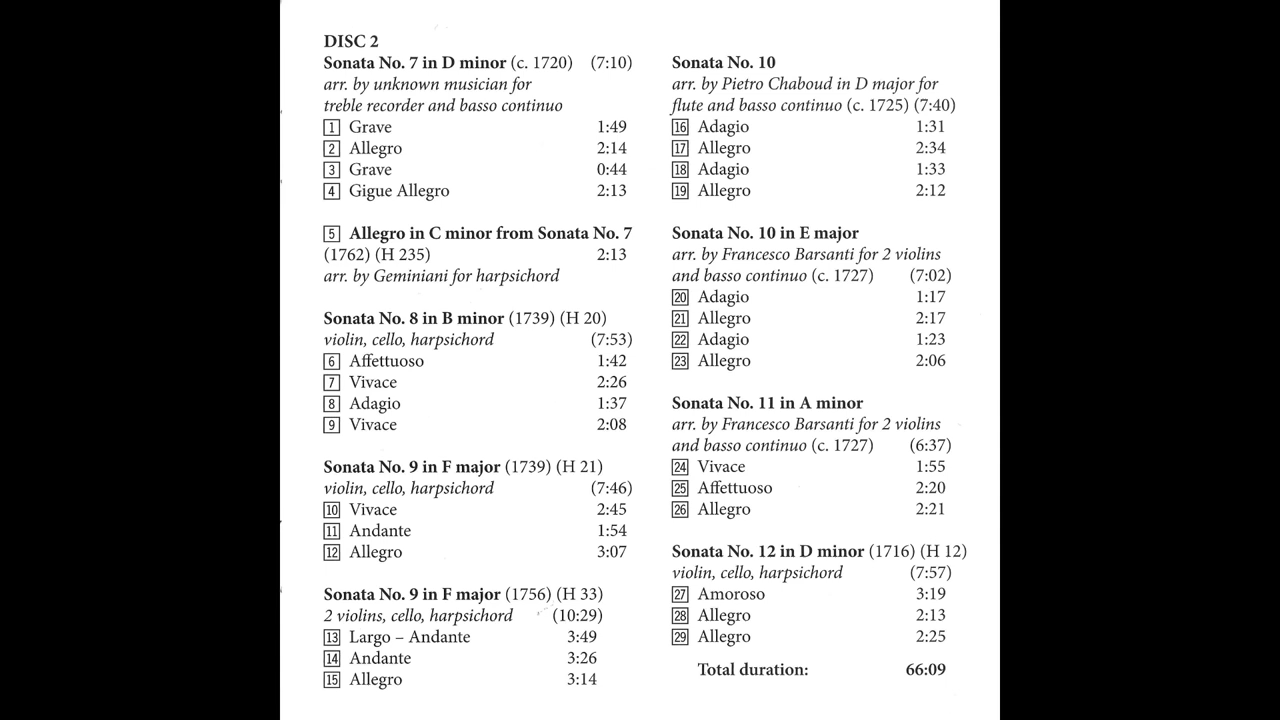 DISC 2
Sonata No. 7 in D minor (c. 1720) (7:10)
arr. by unknown musician for
treble recorder and basso continuo
1 Grave 1:49
2 Allegro 2:14
3 Grave 0:44
4 Gigue Allegro 2:13
5 Allegro in C minor from Sonata No. 7
(1762) (H 235) 2:13
arr. by Geminiani for harpsichord
Sonata No. 8 in B minor (1739) (H 20)
violin, cello, harpsichord (7:53)
6 Affettuoso 1:42
7 Vivace 2:26
8 Adagio 1:37
9 Vivace 2:08
Sonata No. 9 in F major (1739) (H 21)
violin, cello, harpsichord (7:46)
10 Vivace 2:45
11 Andante 1:54
12 Allegro 3:07
Sonata No. 9 in F major (1756) (H 33)
2 violins, cello, harpsichord (10:29)
13 Largo – Andante 3:49
14 Andante 3:26
15 Allegro 3:14
Sonata No. 10
arr. by Pietro Chaboud in D major for
flute and basso continuo (c. 1725) (7:40)
16 Adagio 1:31
17 Allegro 2:34
18 Adagio 1:33
19 Allegro 2:12
Sonata No. 10 in E major
arr. by Francesco Barsanti for 2 violins
and basso continuo (c. 1727) (7:02)
20 Adagio 1:17
21 Allegro 2:17
22 Adagio 1:23
23 Allegro 2:06
Sonata No. 11 in A minor
arr. by Francesco Barsanti for 2 violins
and basso continuo (c. 1727) (6:37)
24 Vivace 1:55
25 Affettuoso 2:20
26 Allegro 2:21
Sonata No. 12 in D minor (1716) (H 12)
violin, cello, harpsichord (7:57)
27 Amoroso 3:19
28 Allegro 2:13
29 Allegro 2:25
Total duration: 66:09